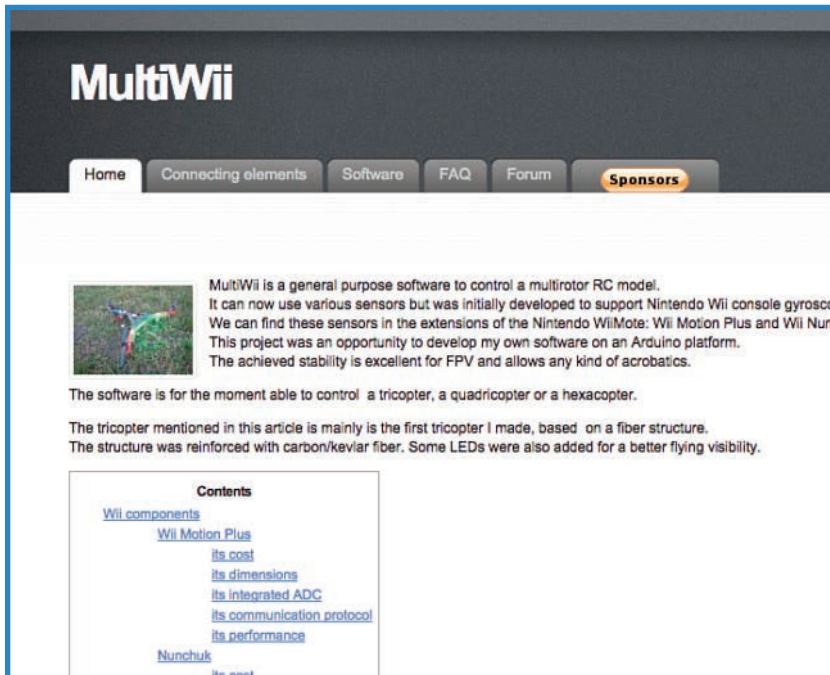 MultiWii
Home Connecting elements Software FAQ Forum Sponsors
MultiWii is a general purpose software to control a multirotor RC model.
It can now use various sensors but was initially developed to support Nintendo Wii console gyrosco
We can find these sensors in the extensions of the Nintendo WiiMote: Wii Motion Plus and Wii Nun
This project was an opportunity to develop my own software on an Arduino platform.
The achieved stability is excellent for FPV and allows any kind of acrobatics.
The software is for the moment able to control a tricopter, a quadricopter or a hexacopter.
The tricopter mentioned in this article is mainly is the first tricopter I made, based on a fiber structure.
The structure was reinforced with carbon/kevlar fiber. Some LEDs were also added for a better flying visibility.
Contents
Wii components
Wii Motion Plus
its cost
its dimensions
its integrated ADC
its communication protocol
its performance
Nunchuk
its cost